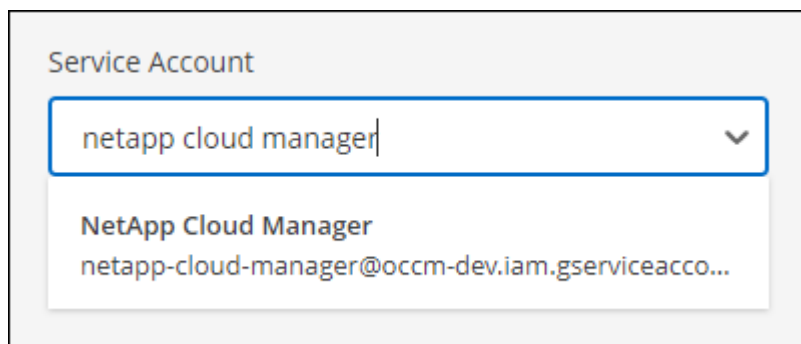 Service Account
netapp cloud manager
NetApp Cloud Manager
netapp-cloud-manager@occm-dev.iam.gserviceacco...